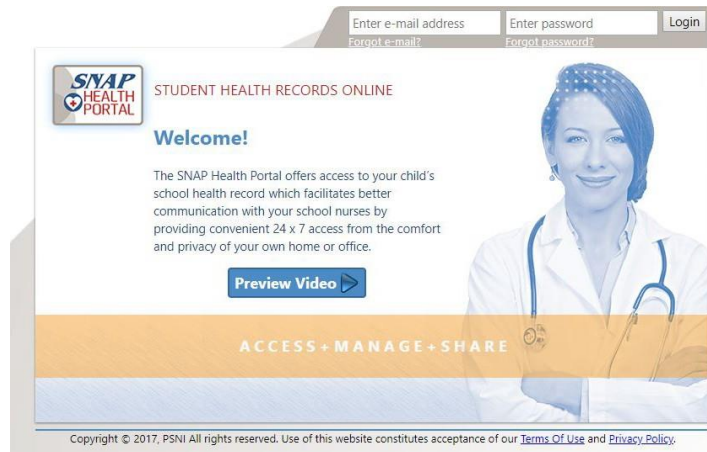 Enter e-mail address Enter password Login
Forgot e-mail? Forgot password?
SNAP
HEALTH
PORTAL
STUDENT HEALTH RECORDS ONLINE
Welcome!
The SNAP Health Portal offers access to your child's
school health record which facilitates better
communication with your school nurses by
providing convenient 24 x 7 access from the comfort
and privacy of your own home or office.
Preview Video
ACCESS+MANAGE+SHARE
Copyright © 2017, PSNI All rights reserved. Use of this website constitutes acceptance of our Terms Of Use and Privacy Policy.